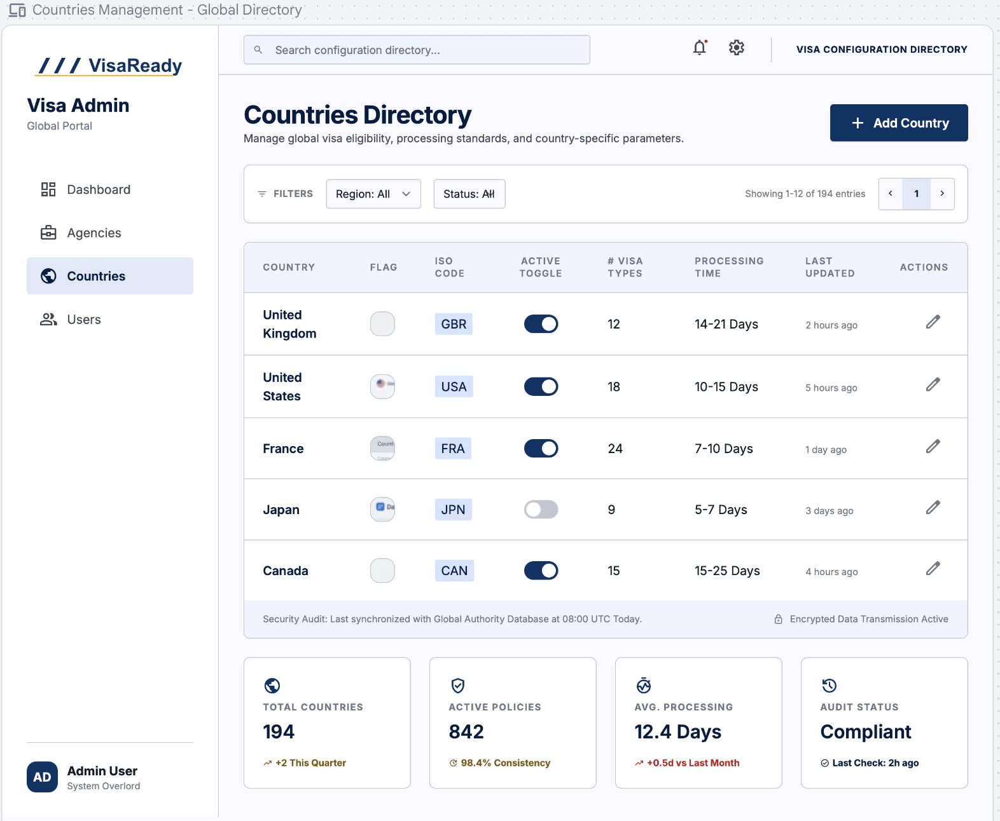 Countries Management - Global Directory
/// VisaReady
Visa Admin
Global Portal
Dashboard
Agencies
Countries
Users
AD
Admin User
System Overlord
Search configuration directory...
VISA CONFIGURATION DIRECTORY
Countries Directory
Manage global visa eligibility, processing standards, and country-specific parameters.
+ Add Country
FILTERS
Region: All
Status: All
Showing 1-12 of 194 entries
1
COUNTRY
FLAG
ISO
CODE
ACTIVE
TOGGLE
# VISA
TYPES
PROCESSING
TIME
LAST
UPDATED
ACTIONS
United
Kingdom
GBR
12
14-21 Days
2 hours ago
United
States
USA
18
10-15 Days
5 hours ago
France
Count
FRA
24
7-10 Days
1 day ago
Japan
Da
JPN
9
5-7 Days
3 days ago
Canada
CAN
15
15-25 Days
4 hours ago
Security Audit: Last synchronized with Global Authority Database at 08:00 UTC Today.
Encrypted Data Transmission Active
TOTAL COUNTRIES
194
+2 This Quarter
ACTIVE POLICIES
842
98.4% Consistency
AVG. PROCESSING
12.4 Days
+0.5d vs Last Month
AUDIT STATUS
Compliant
Last Check: 2h ago